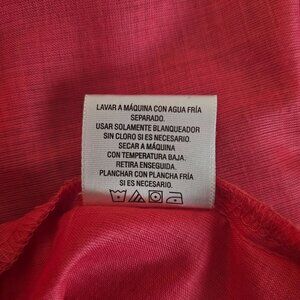 LAVAR A MÁQUINA CON AGUA FRÍA
SEPARADO.
USAR SOLAMENTE BLANQUEADOR
SIN CLORO SI ES NECESARIO.
SECAR A MÁQUINA
CON TEMPERATURA BAJA.
RETIRA ENSEGUIDA.
PLANCHAR CON PLANCHA FRÍA
SI ES NECESARIO.